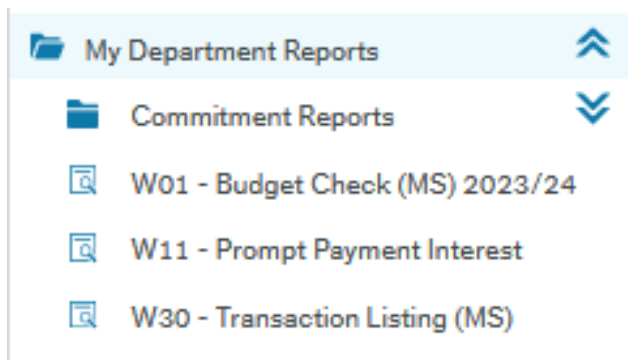 My Department Reports
Commitment Reports
W01 - Budget Check (MS) 2023/24
W11 - Prompt Payment Interest
W30 - Transaction Listing (MS)